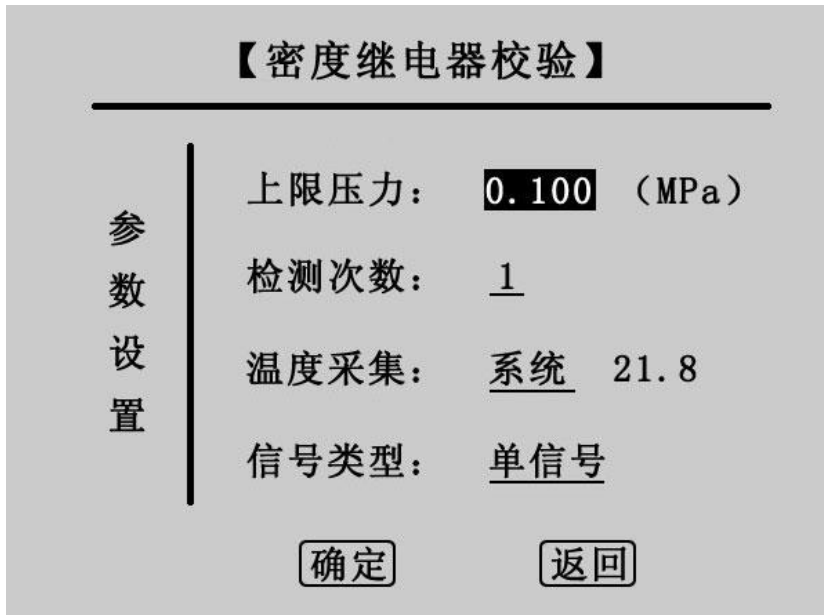 【密度继电器校验】
参数设置
上限压力： 0.100 （MPa）
检测次数： 1
温度采集： 系统 21.8
信号类型： 单信号
确定 返回